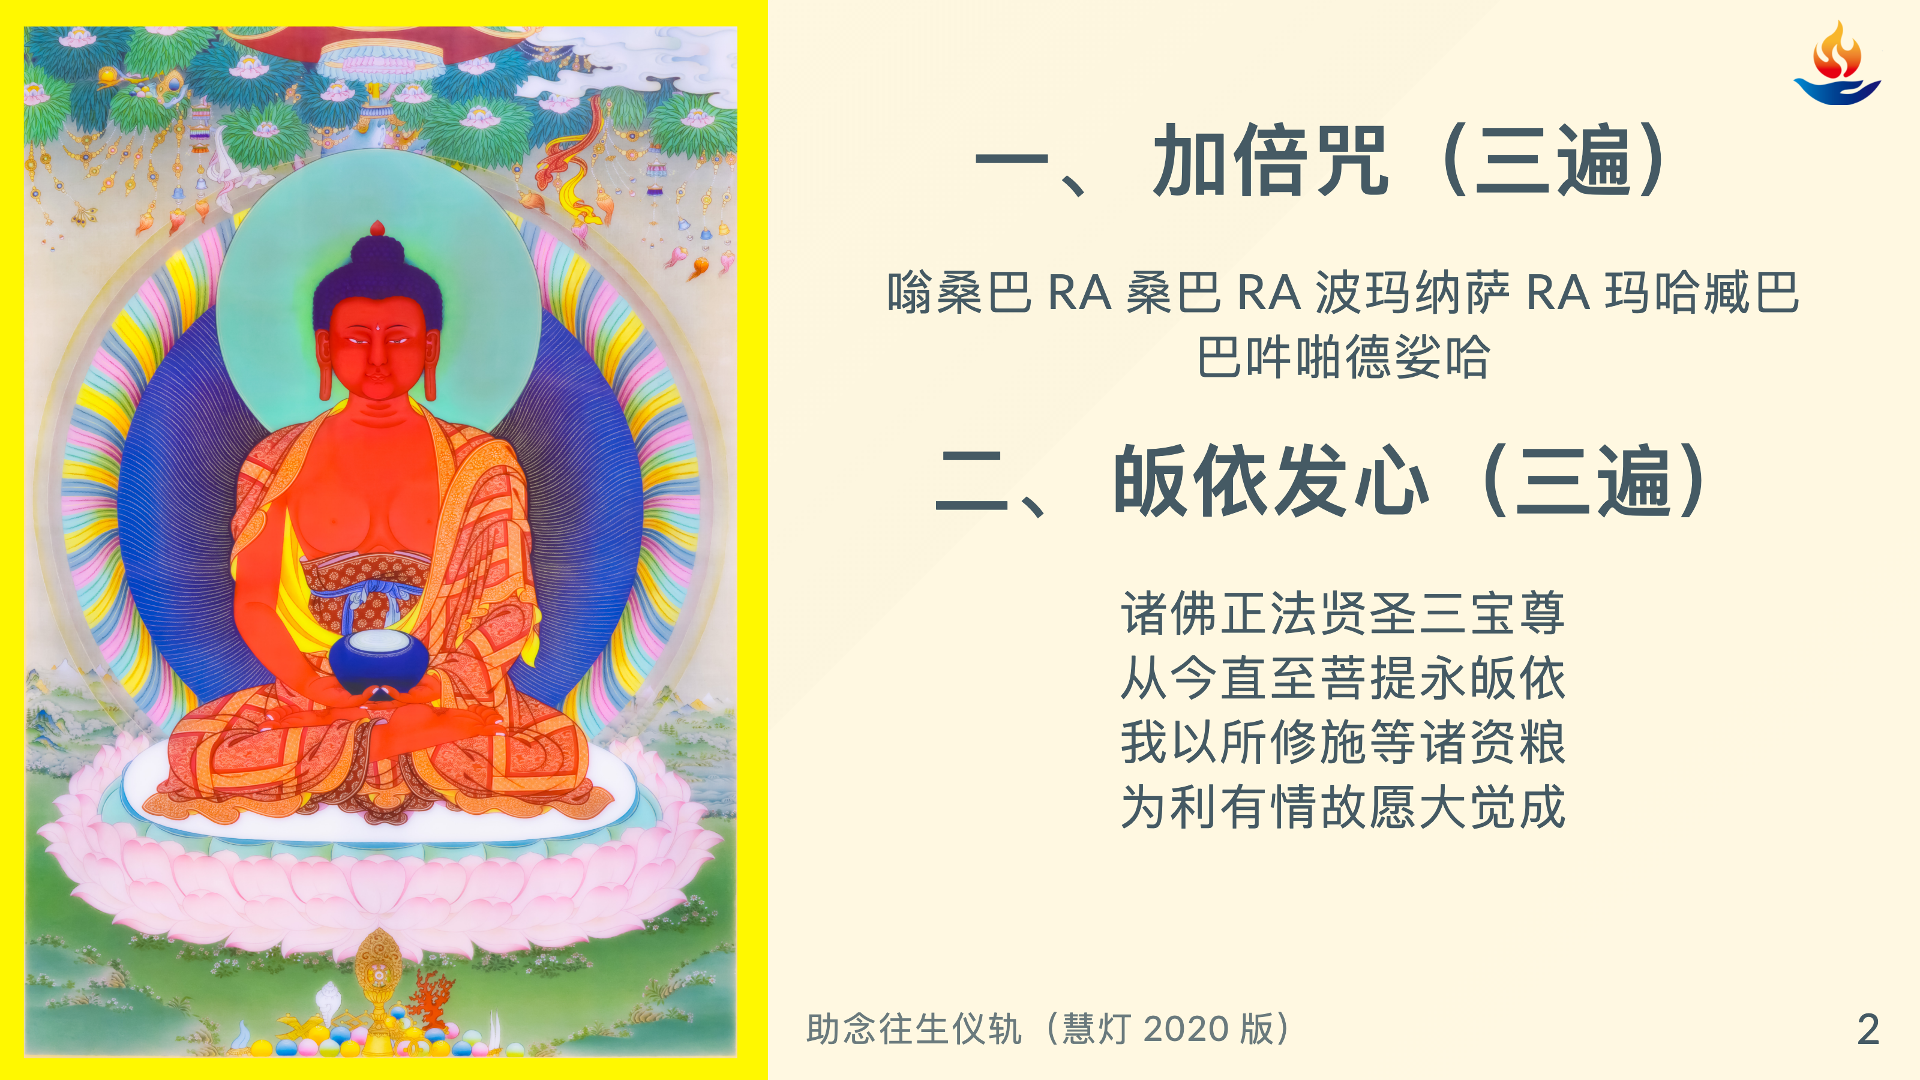 一、 加倍咒（三遍）
嗡桑巴 RA 桑巴 RA 波玛纳萨 RA 玛哈臧巴
巴吽啪德娑哈
二、 皈依发心（三遍）
诸佛正法贤圣三宝尊
从今直至菩提永皈依
我以所修施等诸资粮
为利有情故愿大觉成
助念往生仪轨（慧灯 2020 版）
2